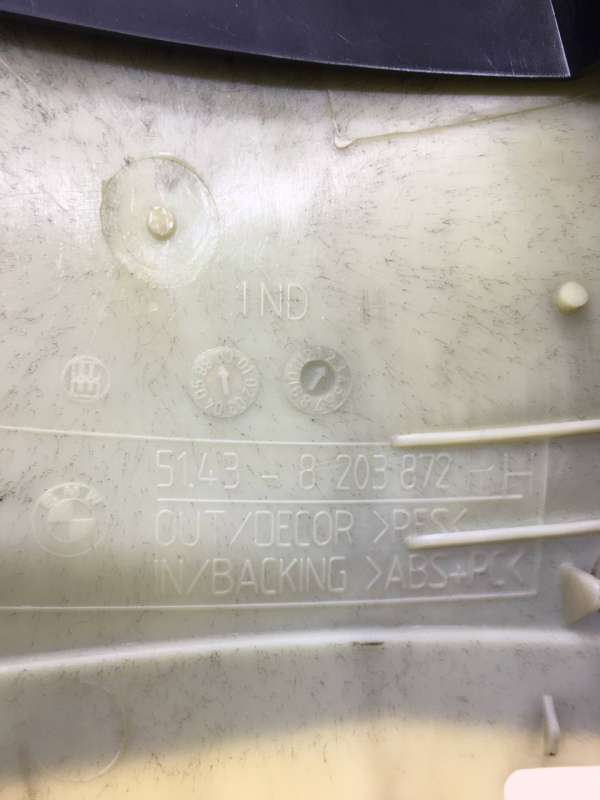 IND
51.43 - 8 203 872
OUT/DECOR >PES<
IN/BACKING >ABS+PC<